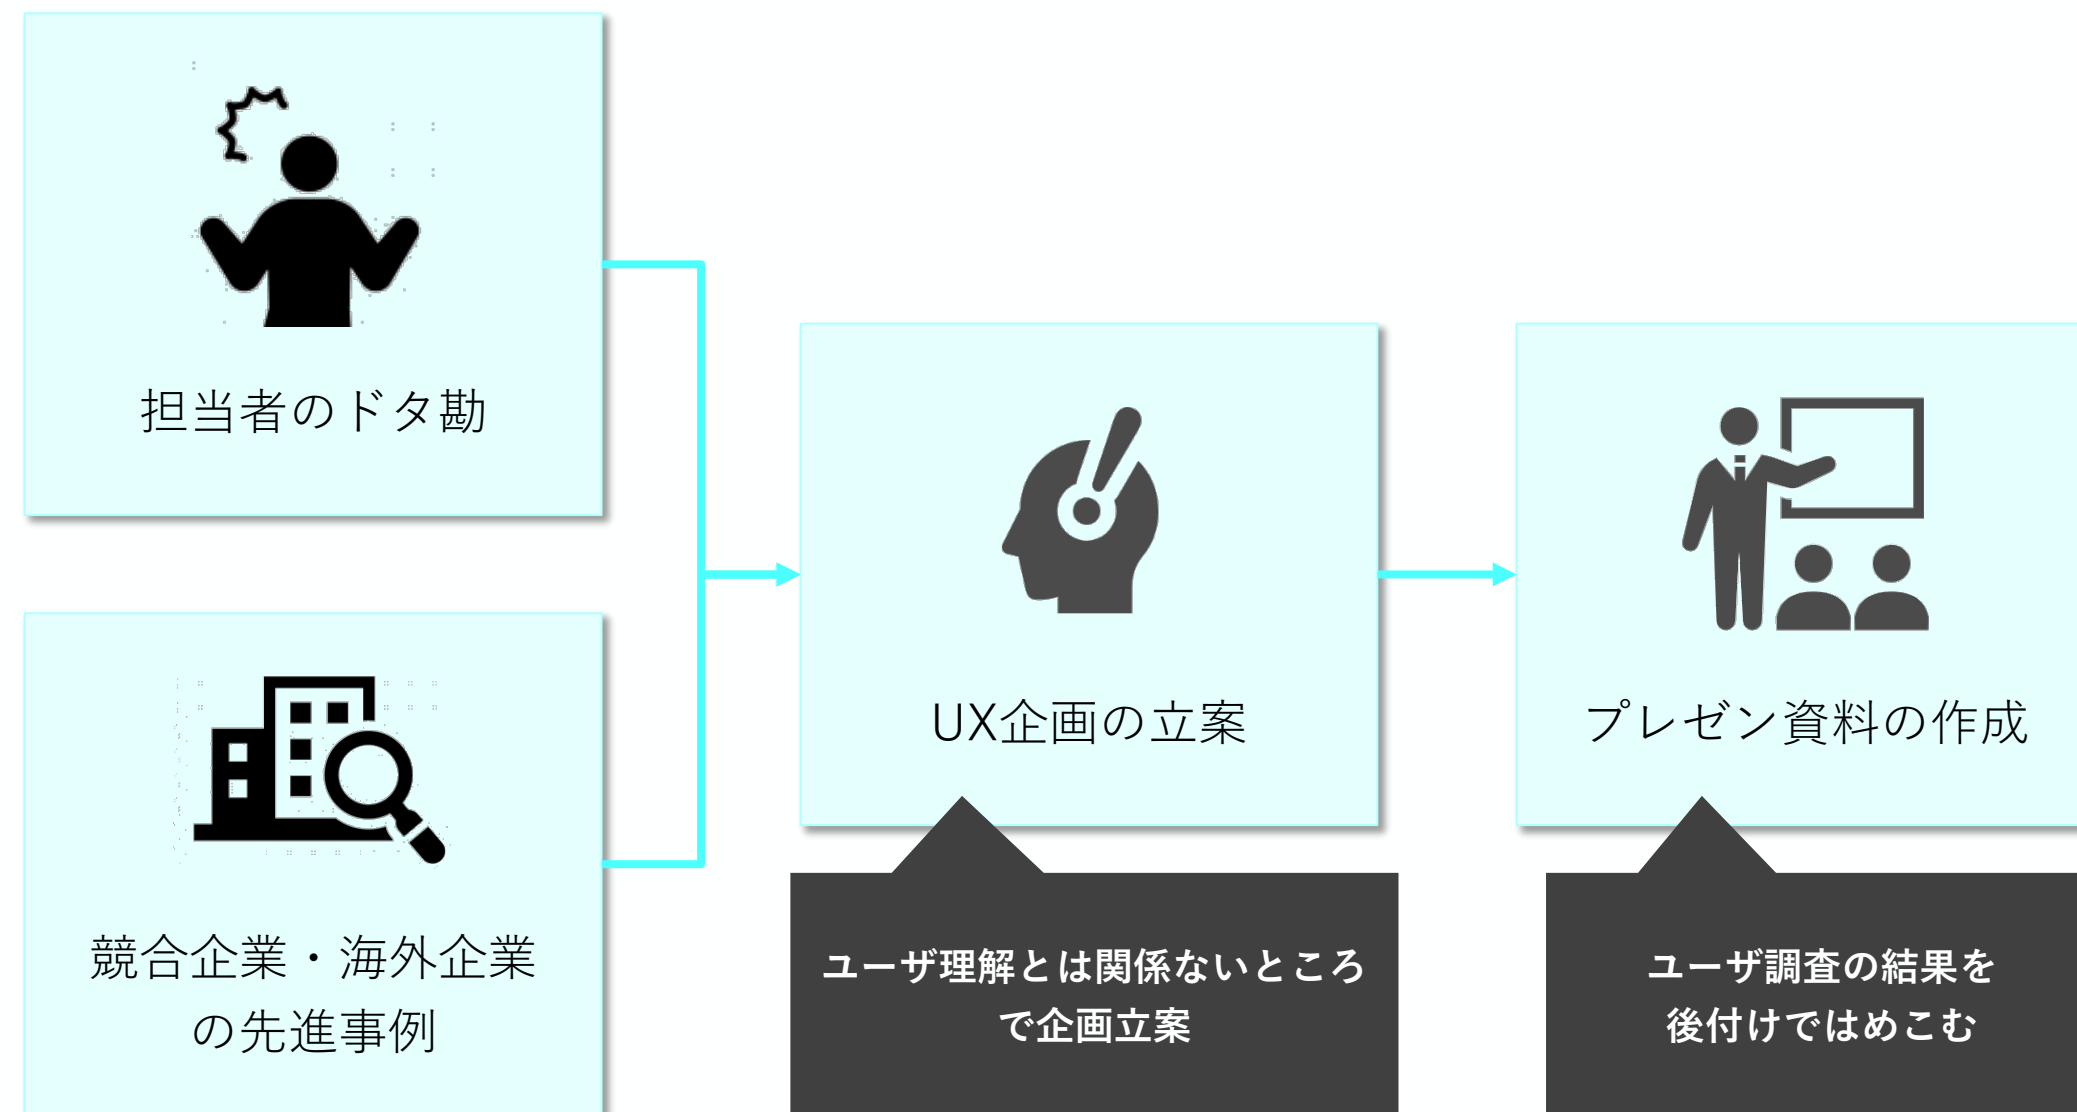 担当者のドタ勘
競合企業・海外企業
の先進事例
UX企画の立案
ユーザ理解とは関係ないところ
で企画立案
プレゼン資料の作成
ユーザ調査の結果を
後付けではめこむ